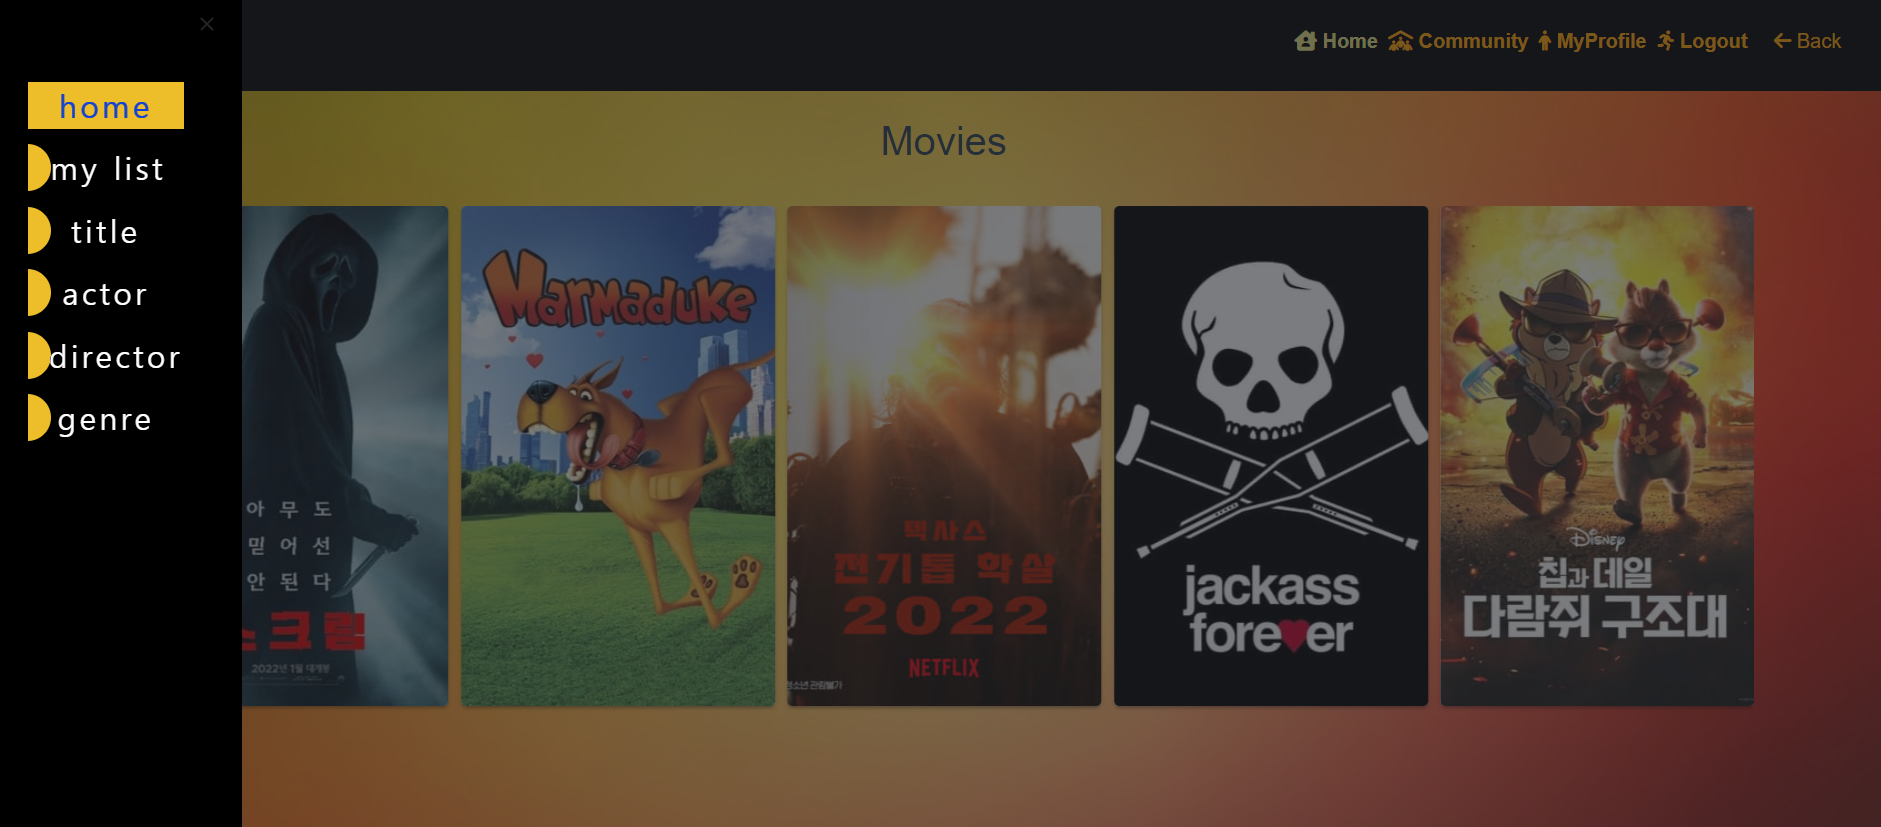 Home Community MyProfile Logout Back
home
my list
title
actor
director
genre
Movies
아무도
믿어선
안 된다
스크림
2022년 1월 대개봉
Marmaduke
텍사스
전기톱 학살
2022
NETFLIX
청소년 관람불가
jackass
forever
Disney
칩과 데일
다람쥐 구조대